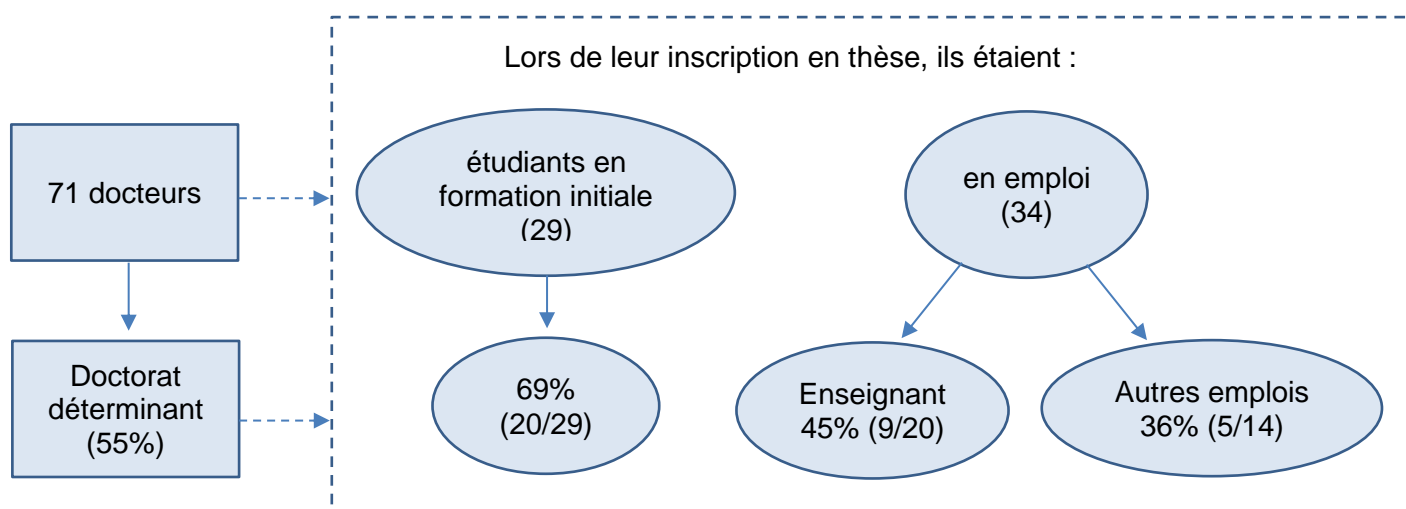 Lors de leur inscription en thèse, ils étaient :
71 docteurs
étudiants en
formation initiale
(29)
en emploi
(34)
Doctorat
déterminant
(55%)
69%
(20/29)
Enseignant
45% (9/20)
Autres emplois
36% (5/14)